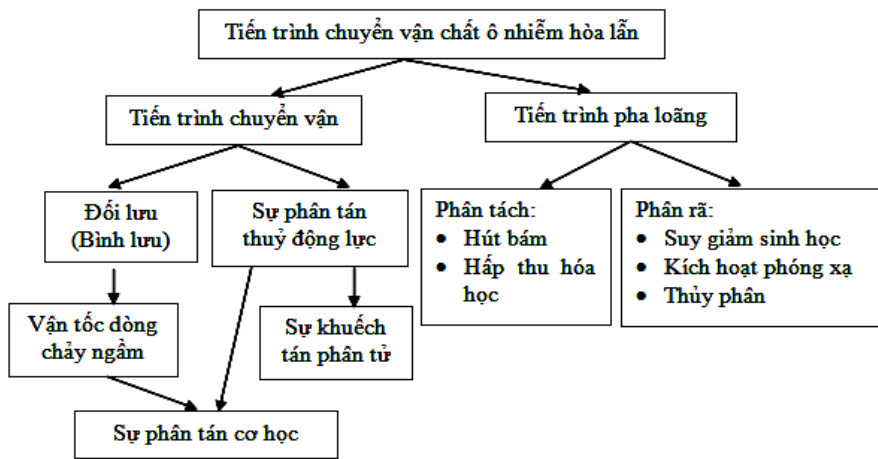 Tiến trình chuyển vận chất ô nhiễm hòa lẫn
Tiến trình chuyển vận
Tiến trình pha loãng
Đối lưu
(Bình lưu)
Sự phân tán
thuỷ động lực
Phân tách:
• Hút bám
• Hấp thu hóa
học
Phân rã:
• Suy giảm sinh học
• Kích hoạt phóng xạ
• Thủy phân
Vận tốc dòng
chảy ngầm
Sự khuếch
tán phân tử
Sự phân tán cơ học